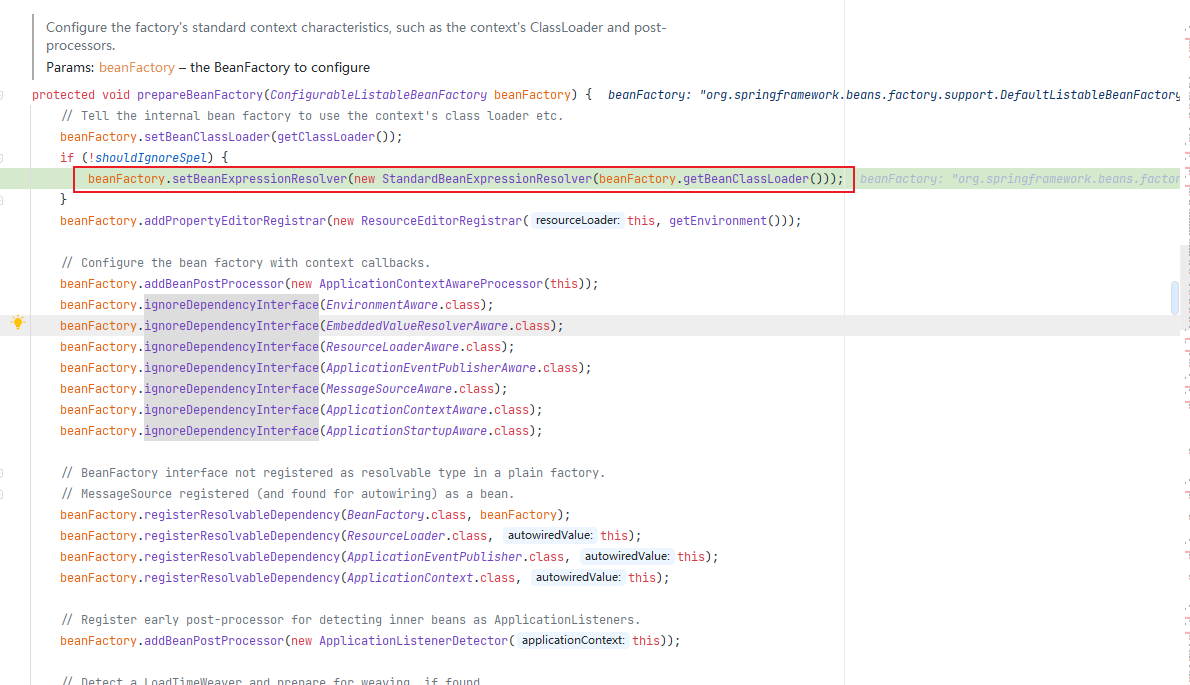 Configure the factory's standard context characteristics, such as the context's ClassLoader and post-
processors.
Params: beanFactory – the BeanFactory to configure
protected void prepareBeanFactory(ConfigurableListableBeanFactory beanFactory) { beanFactory: "org.springframework.beans.factory.support.DefaultListableBeanFactory
// Tell the internal bean factory to use the context's class loader etc.
beanFactory.setBeanClassLoader(getClassLoader());
if (!shouldIgnoreSpel) {
beanFactory.setBeanExpressionResolver(new StandardBeanExpressionResolver(beanFactory.getBeanClassLoader())); beanFactory: "org.springframework.beans.factor
}
beanFactory.addPropertyEditorRegistrar(new ResourceEditorRegistrar( resourceLoader: this, getEnvironment()));
// Configure the bean factory with context callbacks.
beanFactory.addBeanPostProcessor(new ApplicationContextAwareProcessor(this));
beanFactory.ignoreDependencyInterface(EnvironmentAware.class);
beanFactory.ignoreDependencyInterface(EmbeddedValueResolverAware.class);
beanFactory.ignoreDependencyInterface(ResourceLoaderAware.class);
beanFactory.ignoreDependencyInterface(ApplicationEventPublisherAware.class);
beanFactory.ignoreDependencyInterface(MessageSourceAware.class);
beanFactory.ignoreDependencyInterface(ApplicationContextAware.class);
beanFactory.ignoreDependencyInterface(ApplicationStartupAware.class);
// BeanFactory interface not registered as resolvable type in a plain factory.
// MessageSource registered (and found for autowiring) as a bean.
beanFactory.registerResolvableDependency(BeanFactory.class, beanFactory);
beanFactory.registerResolvableDependency(ResourceLoader.class, autowiredValue: this);
beanFactory.registerResolvableDependency(ApplicationEventPublisher.class, autowiredValue: this);
beanFactory.registerResolvableDependency(ApplicationContext.class, autowiredValue: this);
// Register early post-processor for detecting inner beans as ApplicationListeners.
beanFactory.addBeanPostProcessor(new ApplicationListenerDetector( applicationContext: this));
// Detect a LoadTimeWeaver and prepare for weaving, if found.